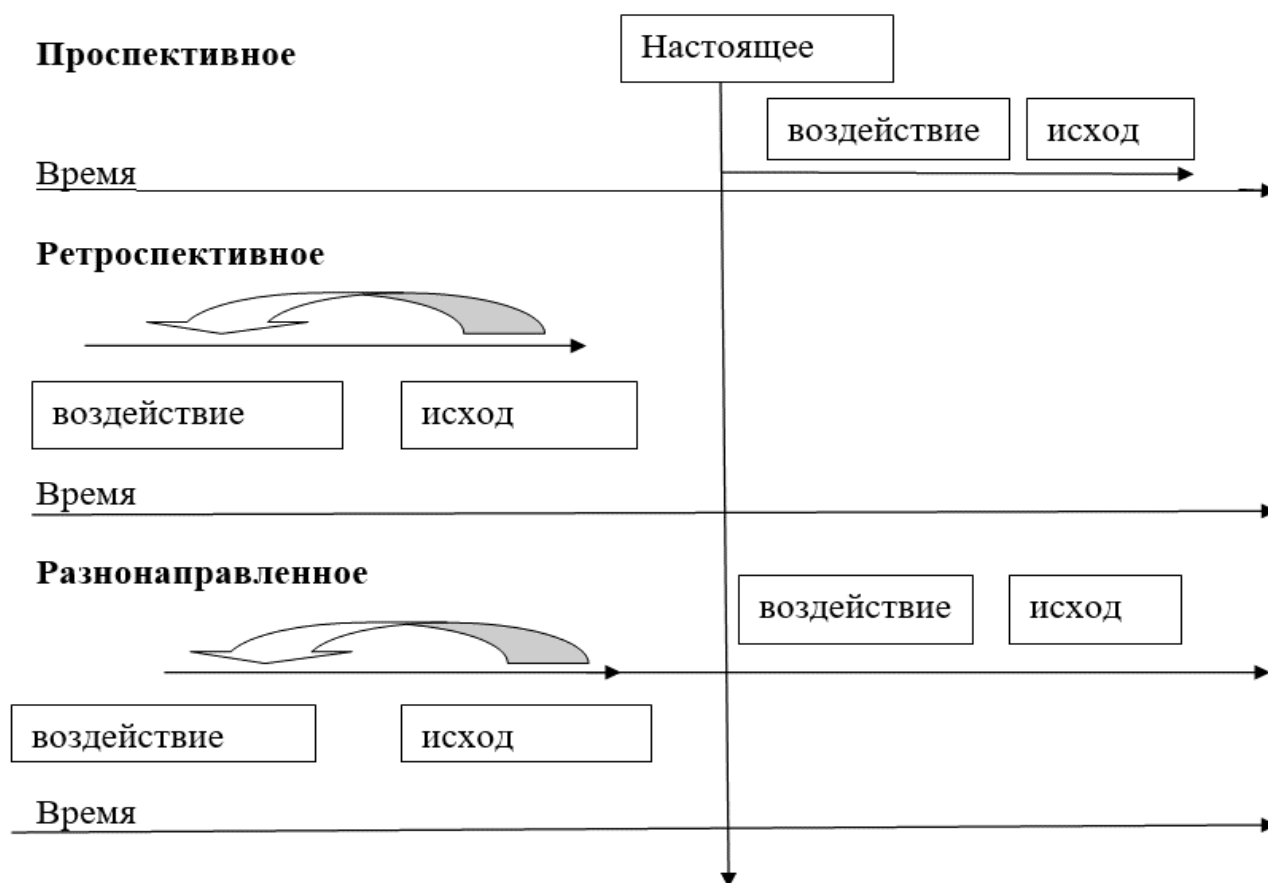 Проспективное
Настоящее
воздействие
исход
Время
Ретроспективное
воздействие
исход
Время
Разнонаправленное
воздействие
исход
воздействие
исход
Время